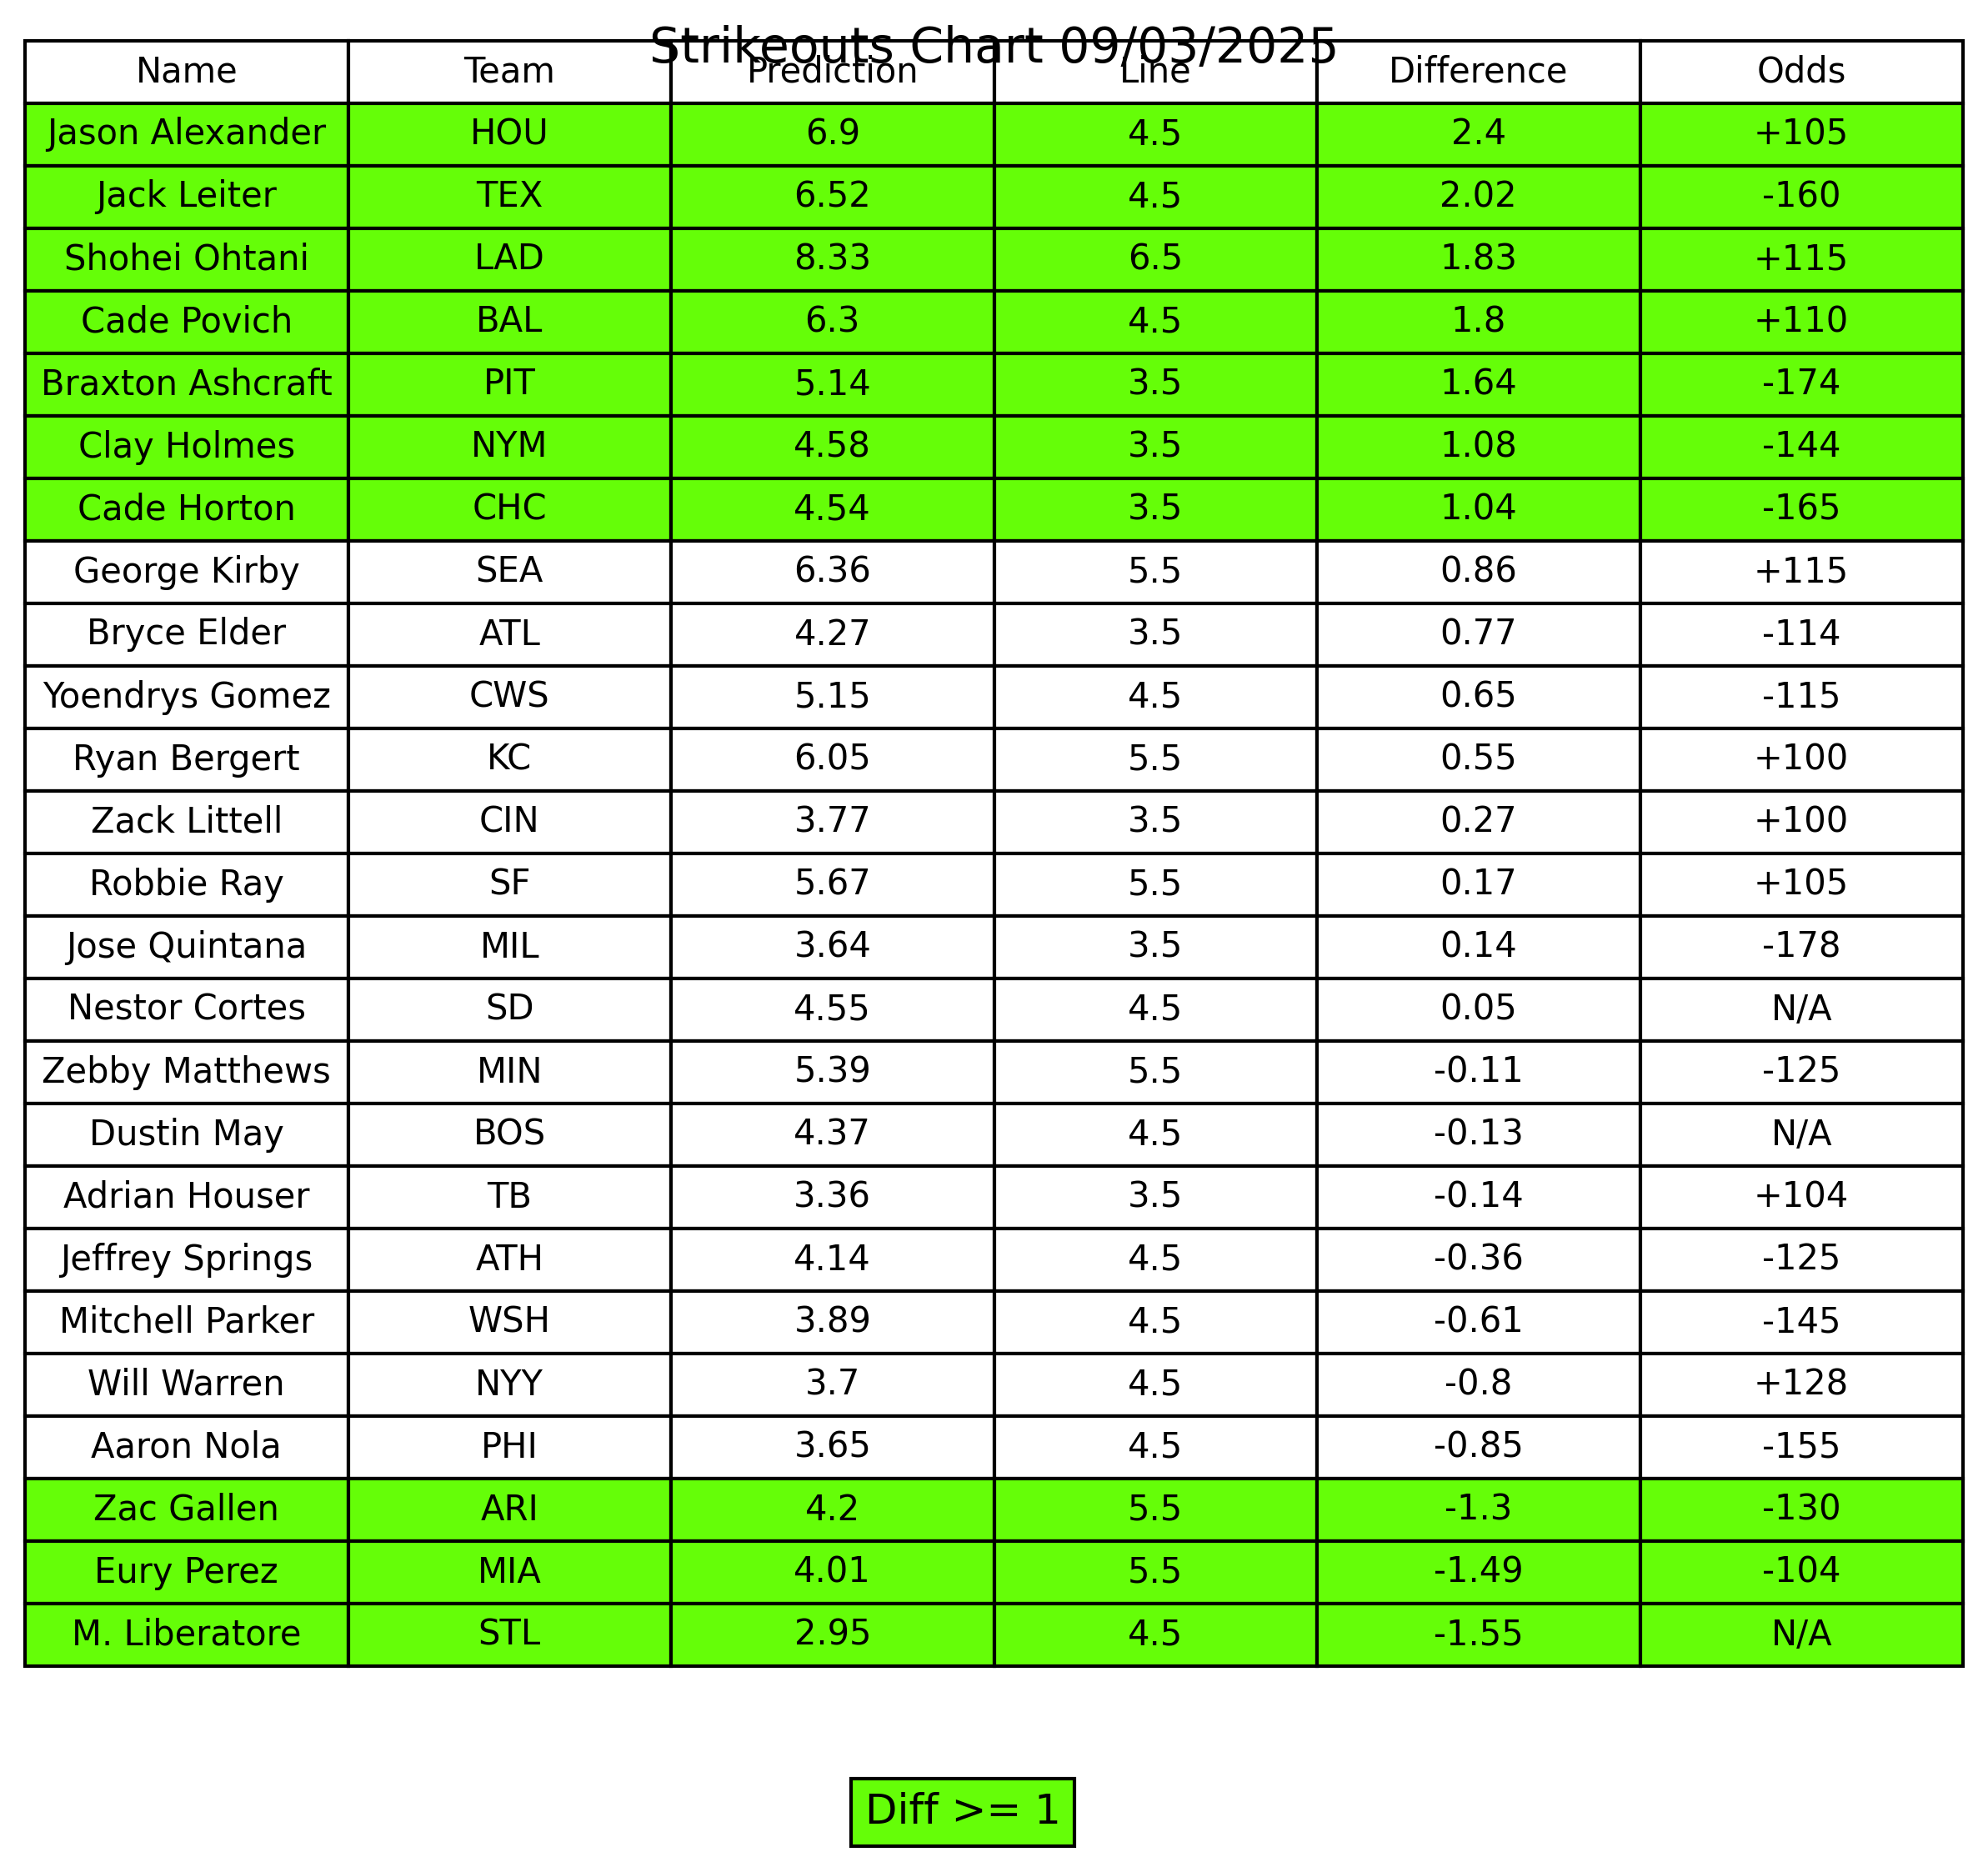 Strikeouts Chart 09/03/2025
Name Team Prediction Line Difference Odds
Jason Alexander HOU 6.9 4.5 2.4 +105
Jack Leiter TEX 6.52 4.5 2.02 -160
Shohei Ohtani LAD 8.33 6.5 1.83 +115
Cade Povich BAL 6.3 4.5 1.8 +110
Braxton Ashcraft PIT 5.14 3.5 1.64 -174
Clay Holmes NYM 4.58 3.5 1.08 -144
Cade Horton CHC 4.54 3.5 1.04 -165
George Kirby SEA 6.36 5.5 0.86 +115
Bryce Elder ATL 4.27 3.5 0.77 -114
Yoendrys Gomez CWS 5.15 4.5 0.65 -115
Ryan Bergert KC 6.05 5.5 0.55 +100
Zack Littell CIN 3.77 3.5 0.27 +100
Robbie Ray SF 5.67 5.5 0.17 +105
Jose Quintana MIL 3.64 3.5 0.14 -178
Nestor Cortes SD 4.55 4.5 0.05 N/A
Zebby Matthews MIN 5.39 5.5 -0.11 -125
Dustin May BOS 4.37 4.5 -0.13 N/A
Adrian Houser TB 3.36 3.5 -0.14 +104
Jeffrey Springs ATH 4.14 4.5 -0.36 -125
Mitchell Parker WSH 3.89 4.5 -0.61 -145
Will Warren NYY 3.7 4.5 -0.8 +128
Aaron Nola PHI 3.65 4.5 -0.85 -155
Zac Gallen ARI 4.2 5.5 -1.3 -130
Eury Perez MIA 4.01 5.5 -1.49 -104
M. Liberatore STL 2.95 4.5 -1.55 N/A
Diff >= 1